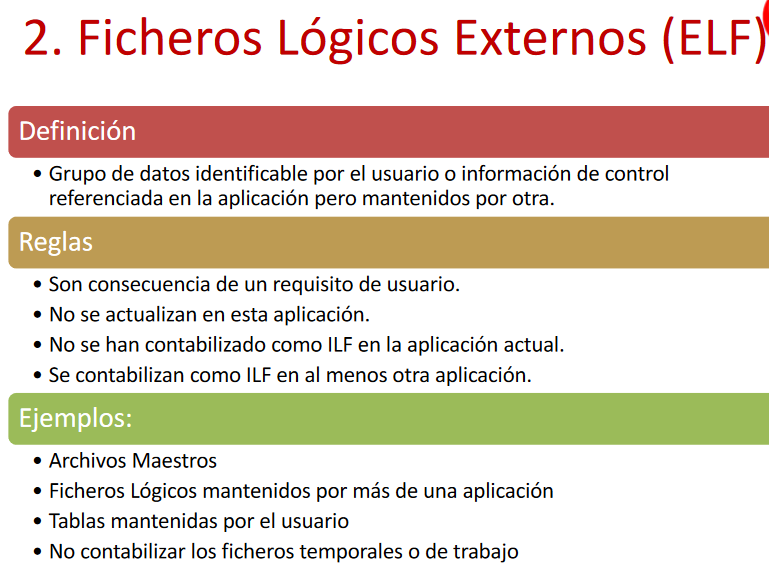 2. Ficheros Lógicos Externos (ELF)
Definición
• Grupo de datos identificable por el usuario o información de control
referenciada en la aplicación pero mantenidos por otra.
Reglas
• Son consecuencia de un requisito de usuario.
• No se actualizan en esta aplicación.
• No se han contabilizado como ILF en la aplicación actual.
• Se contabilizan como ILF en al menos otra aplicación.
Ejemplos:
• Archivos Maestros
• Ficheros Lógicos mantenidos por más de una aplicación
• Tablas mantenidas por el usuario
• No contabilizar los ficheros temporales o de trabajo